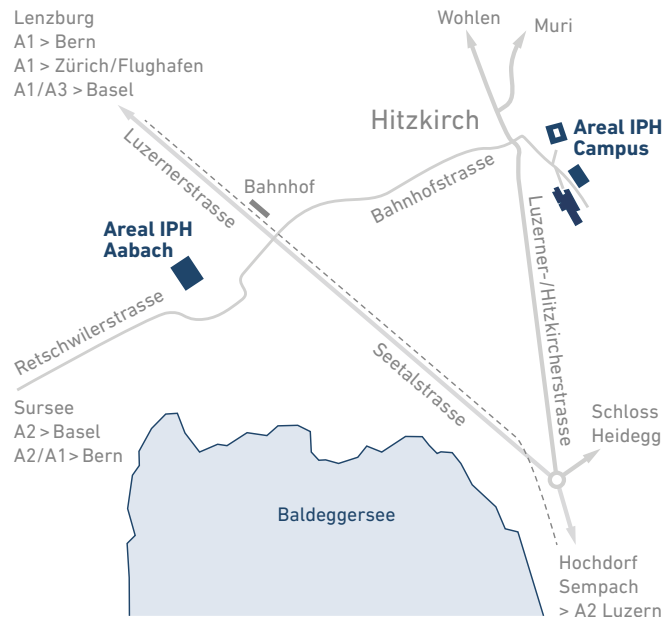 Lenzburg
A1 > Bern
A1 > Zürich/Flughafen
A1/A3 > Basel
Wohlen
Muri
Hitzkirch
Areal IPH
Campus
Luzernerstrasse
Bahnhof
Bahnhofstrasse
Areal IPH
Aabach
Luzerner-/Hitzkircherstrasse
Retschwilerstrasse
Seetalstrasse
Sursee
A2 > Basel
A2/A1 > Bern
Schloss
Heidegg
Baldeggersee
Hochdorf
Sempach
> A2 Luzern